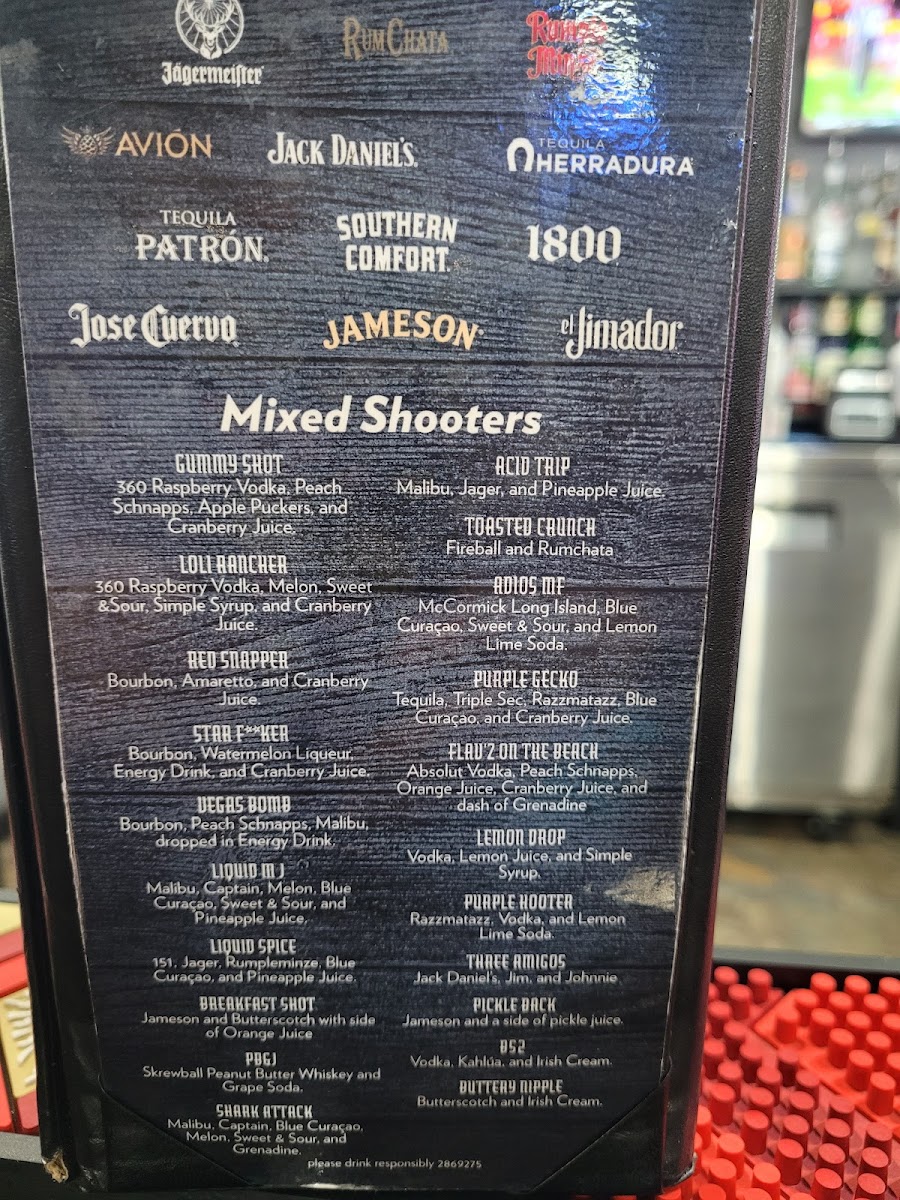 Jägermeister
RUMCHATA
AVIÓN
JACK DANIEL'S
TEQUILA
HERRADURA
TEQUILA
PATRÓN
SOUTHERN
COMFORT
1800
Jose Cuervo
JAMESON
el Jimador
Mixed Shooters
GUMMY SHOT
360 Raspberry Vodka, Peach
Schnapps, Apple Puckers, and
Cranberry Juice.
LOLI RANCHER
360 Raspberry Vodka, Melon, Sweet
&Sour, Simple Syrup, and Cranberry
Juice.
RED SNAPPER
Bourbon, Amaretto, and Cranberry
Juice.
STAR F**KER
Bourbon, Watermelon Liqueur,
Energy Drink, and Cranberry Juice.
VEGAS BOMB
Bourbon, Peach Schnapps, Malibu,
dropped in Energy Drink.
LIQUID MJ
Malibu, Captain, Melon, Blue
Curaçao, Sweet & Sour, and
Pineapple Juice.
LIQUID SPICE
151, Jager, Rumpleminze, Blue
Curaçao, and Pineapple Juice.
BREAKFAST SHOT
Jameson and Butterscotch with side
of Orange Juice
PBGJ
Skrewball Peanut Butter Whiskey and
Grape Soda.
SHARK ATTACK
Malibu, Captain, Blue Curaçao,
Melon, Sweet & Sour, and
Grenadine.
ACID TRIP
Malibu, Jager, and Pineapple Juice.
TOASTED CRUNCH
Fireball and Rumchata
ADIOS MF
McCormick Long Island, Blue
Curaçao, Sweet & Sour, and Lemon
Lime Soda.
PURPLE GECKO
Tequila, Triple Sec, Razzmatazz, Blue
Curaçao, and Cranberry Juice.
FLAV'Z ON THE BEACH
Absolut Vodka, Peach Schnapps,
Orange Juice, Cranberry Juice, and
dash of Grenadine
LEMON DROP
Vodka, Lemon Juice, and Simple
Syrup.
PURPLE HOOTER
Razzmatazz, Vodka, and Lemon
Lime Soda.
THREE AMIGOS
Jack Daniel's, Jim, and Johnnie
PICKLE BACK
Jameson and a side of pickle juice.
B52
Vodka, Kahlúa, and Irish Cream.
BUTTERY NIPPLE
Butterscotch and Irish Cream.
please drink responsibly 2869275